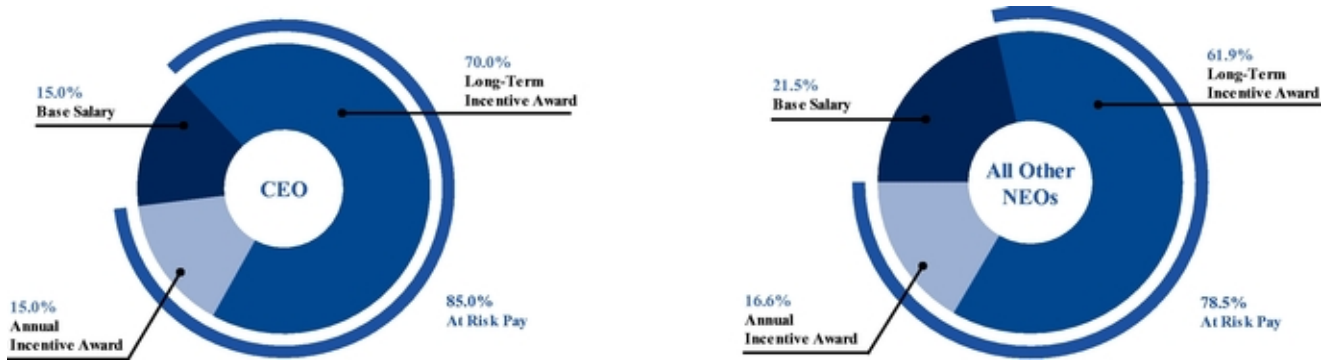 70.0%
Long-Term
Incentive Award
15.0%
Base Salary
CEO
15.0%
Annual
Incentive Award
85.0%
At Risk Pay
61.9%
Long-Term
Incentive Award
21.5%
Base Salary
All Other
NEOs
16.6%
Annual
Incentive Award
78.5%
At Risk Pay